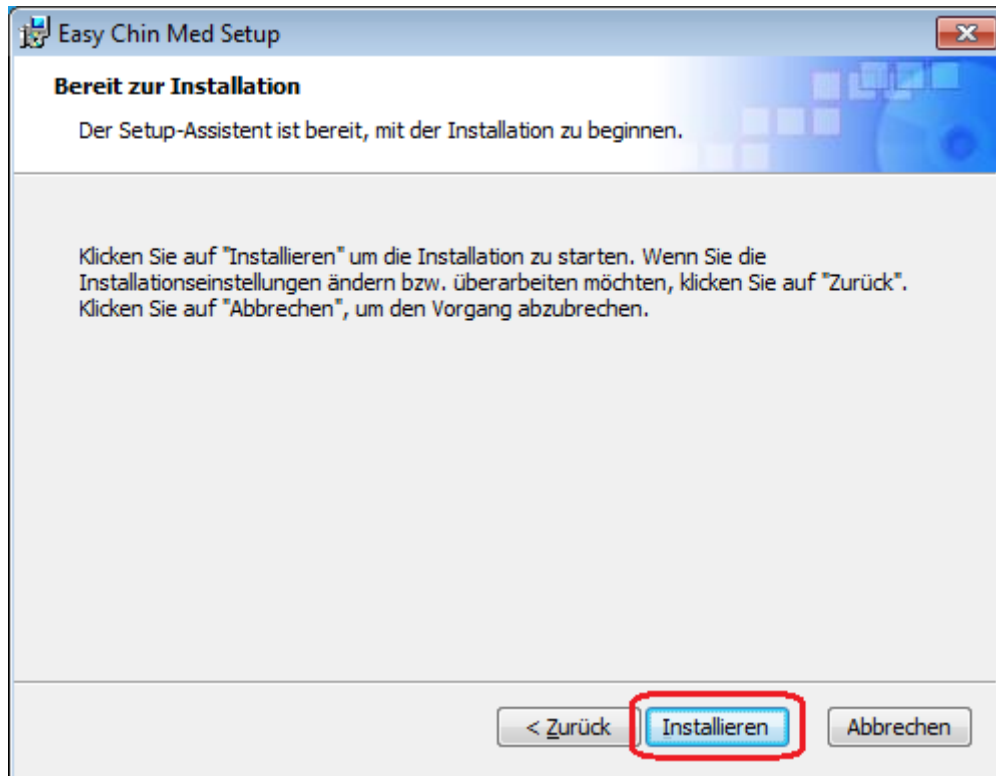 Easy Chin Med Setup
Bereit zur Installation
Der Setup-Assistent ist bereit, mit der Installation zu beginnen.
Klicken Sie auf "Installieren" um die Installation zu starten. Wenn Sie die
Installationseinstellungen ändern bzw. überarbeiten möchten, klicken Sie auf "Zurück".
Klicken Sie auf "Abbrechen", um den Vorgang abzubrechen.
< Zurück Installieren Abbrechen